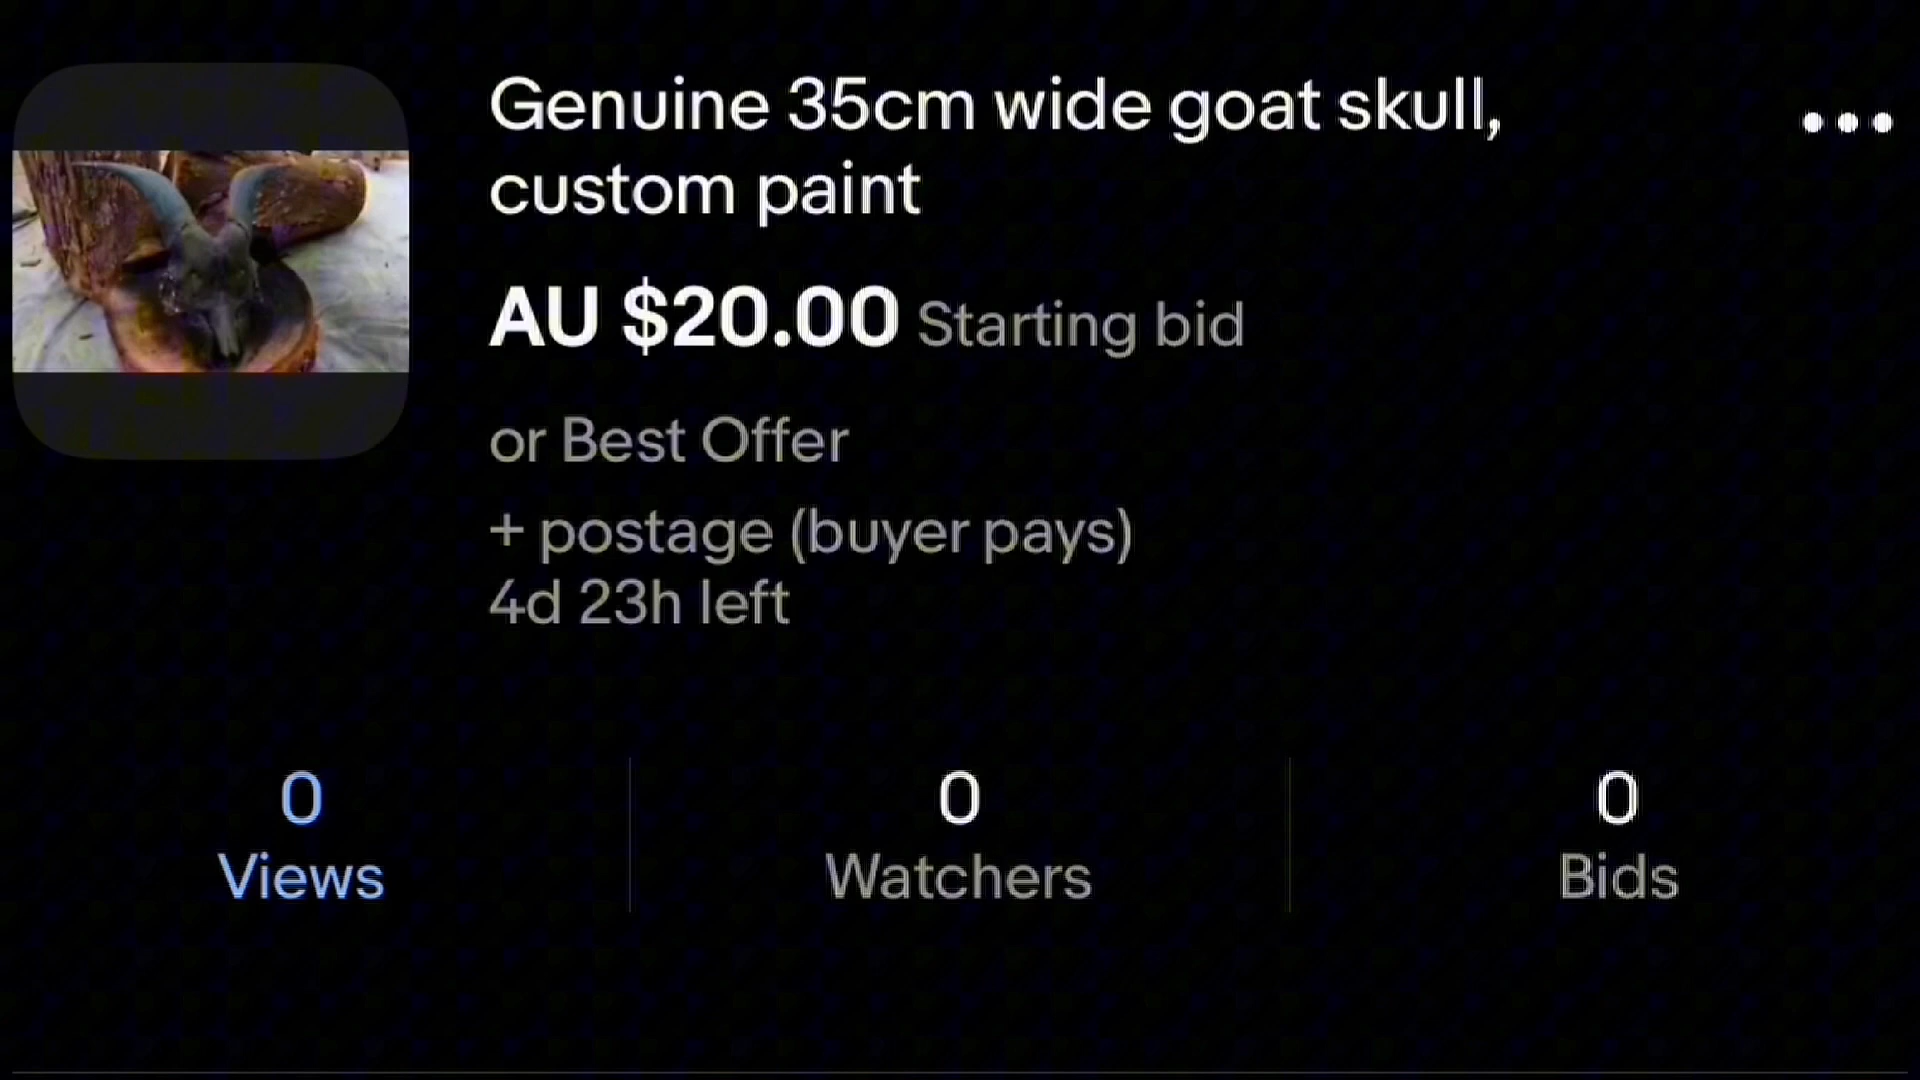 Genuine 35cm wide goat skull,
custom paint
AU $20.00 Starting bid
or Best Offer
+ postage (buyer pays)
4d 23h left
0
Views
0
Watchers
0
Bids